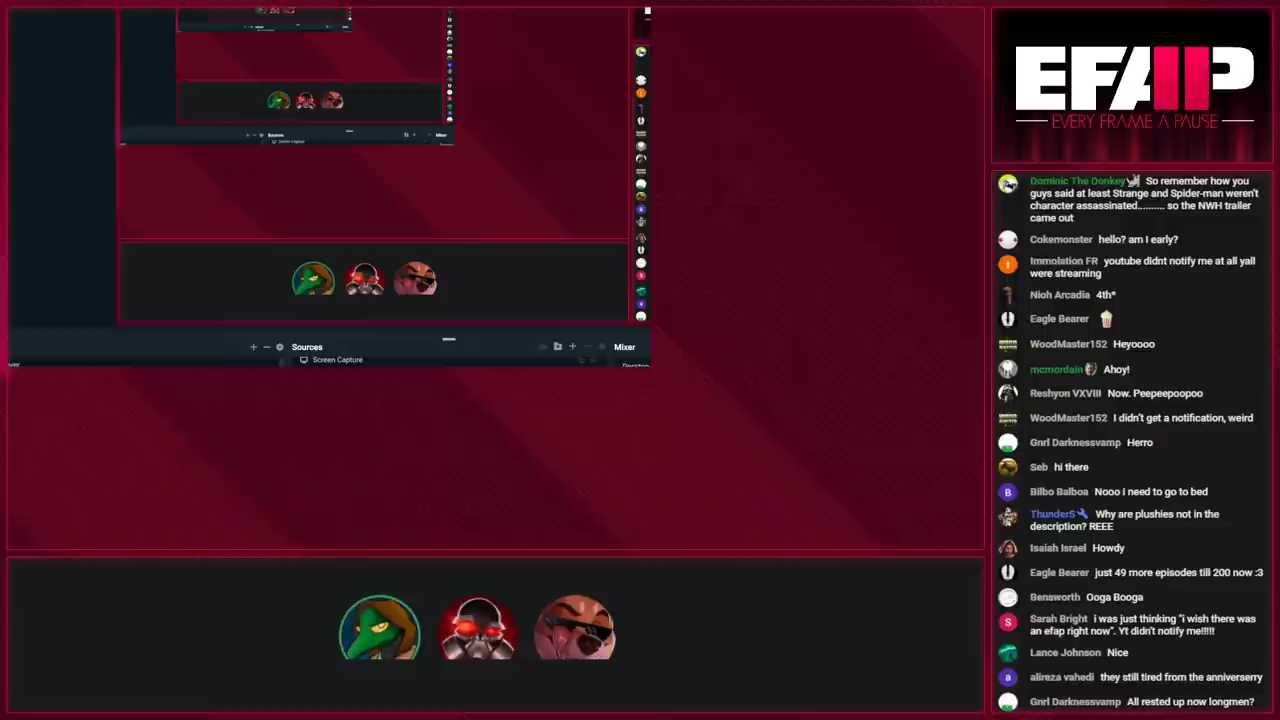 Sources
Mixer
Screen Capture
Sources
Mixer
Screen Capture
EFAP
EVERY FRAME A PAUSE
Dominic The Donkey So remember how you
guys said at least Strange and Spider-man weren't
character assassinated.......... so the NWH trailer
came out
Cokemonster hello? am I early?
Immolation FR youtube didnt notify me at all yall
were streaming
Nioh Arcadia 4th*
Eagle Bearer
WoodMaster152 Heyoooo
mcmordain Ahoy!
Reshyon VXVIII Now. Peepeepoopoo
WoodMaster152 I didn't get a notification, weird
Gnrl Darknessvamp Herro
Seb hi there
B Bilbo Balboa Nooo I need to go to bed
ThunderS Why are plushies not in the
description? REEE
Isaiah Israel Howdy
Eagle Bearer just 49 more episodes till 200 now :3
Bensworth Ooga Booga
S Sarah Bright i was just thinking "i wish there was
an efap right now". Yt didn't notify me!!!!!
Lance Johnson Nice
a alireza vahedi they still tired from the anniverserry
Gnrl Darknessvamp All rested up now longmen?